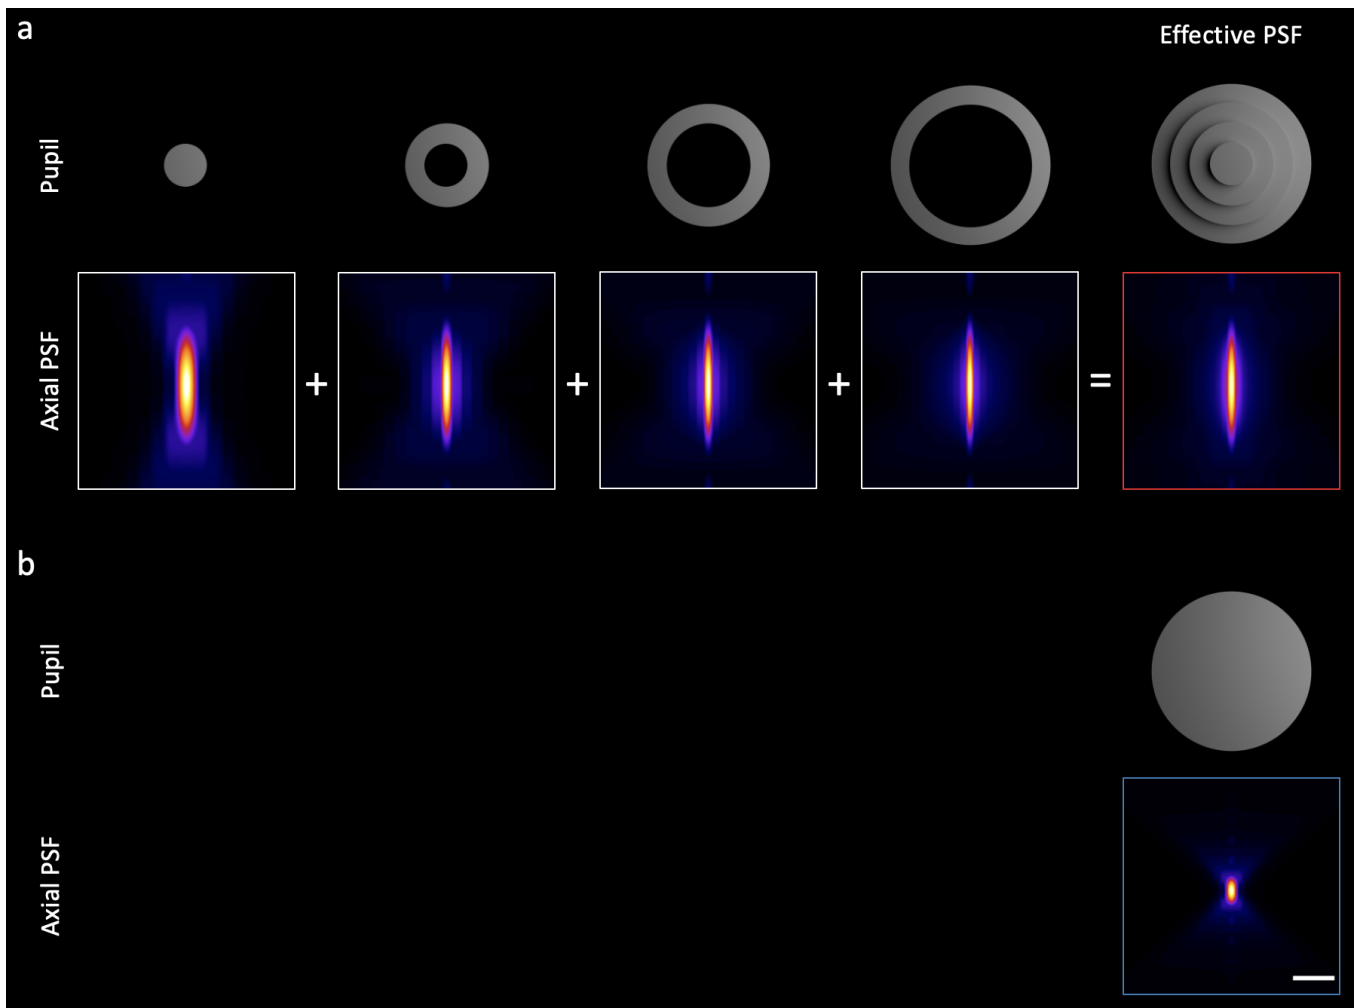 a
Effective PSF
Pupil
Axial PSF
+ + + =
b
Pupil
Axial PSF